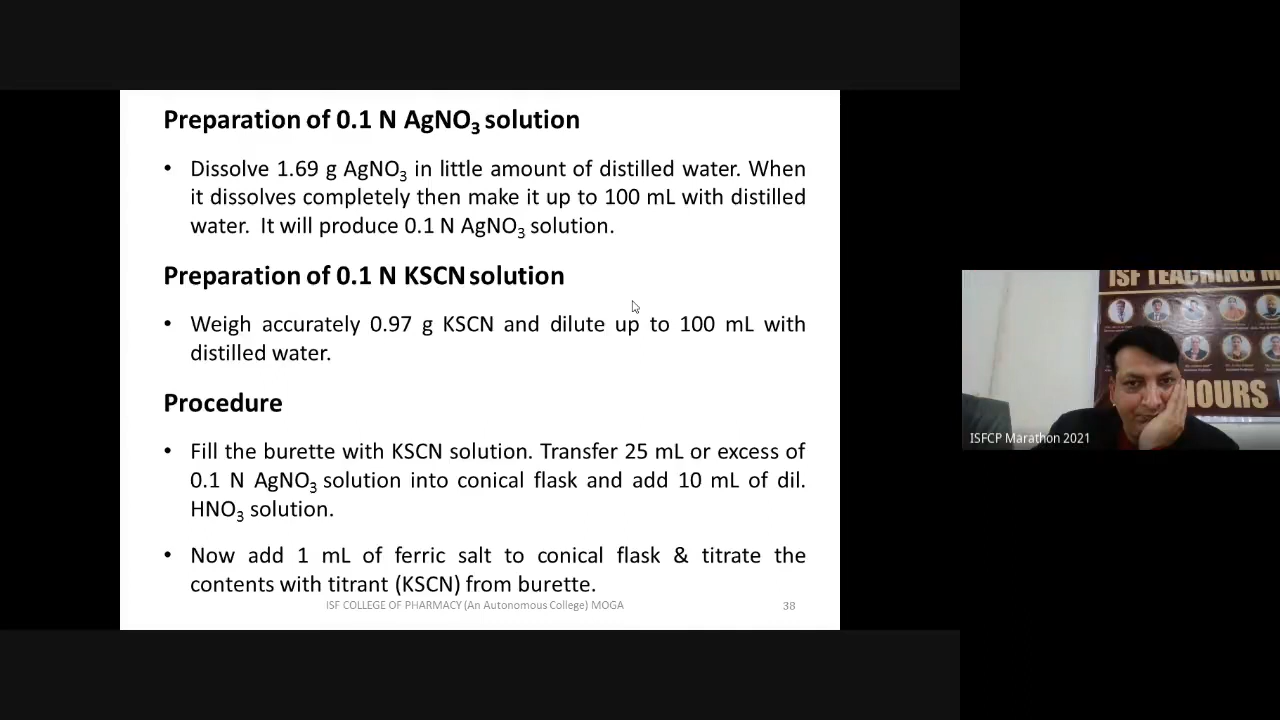 Preparation of 0.1 N AgNO3 solution
• Dissolve 1.69 g AgNO3 in little amount of distilled water. When
it dissolves completely then make it up to 100 mL with distilled
water. It will produce 0.1 N AgNO3 solution.
Preparation of 0.1 N KSCN solution
• Weigh accurately 0.97 g KSCN and dilute up to 100 mL with
distilled water.
Procedure
• Fill the burette with KSCN solution. Transfer 25 mL or excess of
0.1 N AgNO3 solution into conical flask and add 10 mL of dil.
HNO3 solution.
• Now add 1 mL of ferric salt to conical flask & titrate the
contents with titrant (KSCN) from burette.
ISF COLLEGE OF PHARMACY (An Autonomous College) MOGA
38
ISF TEACHING
HOURS
ISFCP Marathon 2021